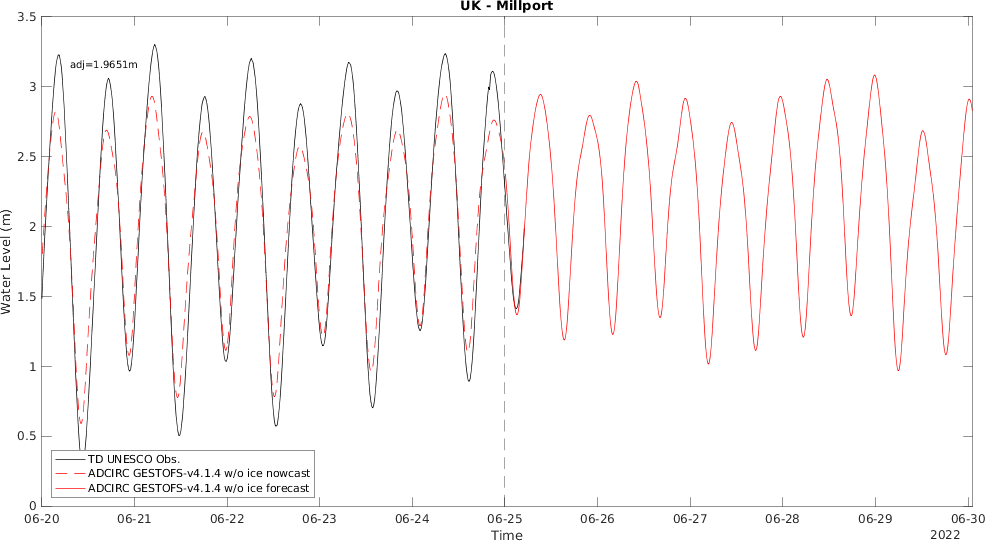 UK - Millport
adj=1.9651m
Water Level (m)
3.5
3
2.5
2
1.5
1
0.5
0
TD UNESCO Obs.
ADCIRC GESTOFS-v4.1.4 w/o ice nowcast
ADCIRC GESTOFS-v4.1.4 w/o ice forecast
06-20 06-21 06-22 06-23 06-24 06-25 06-26 06-27 06-28 06-29 06-30
Time
2022